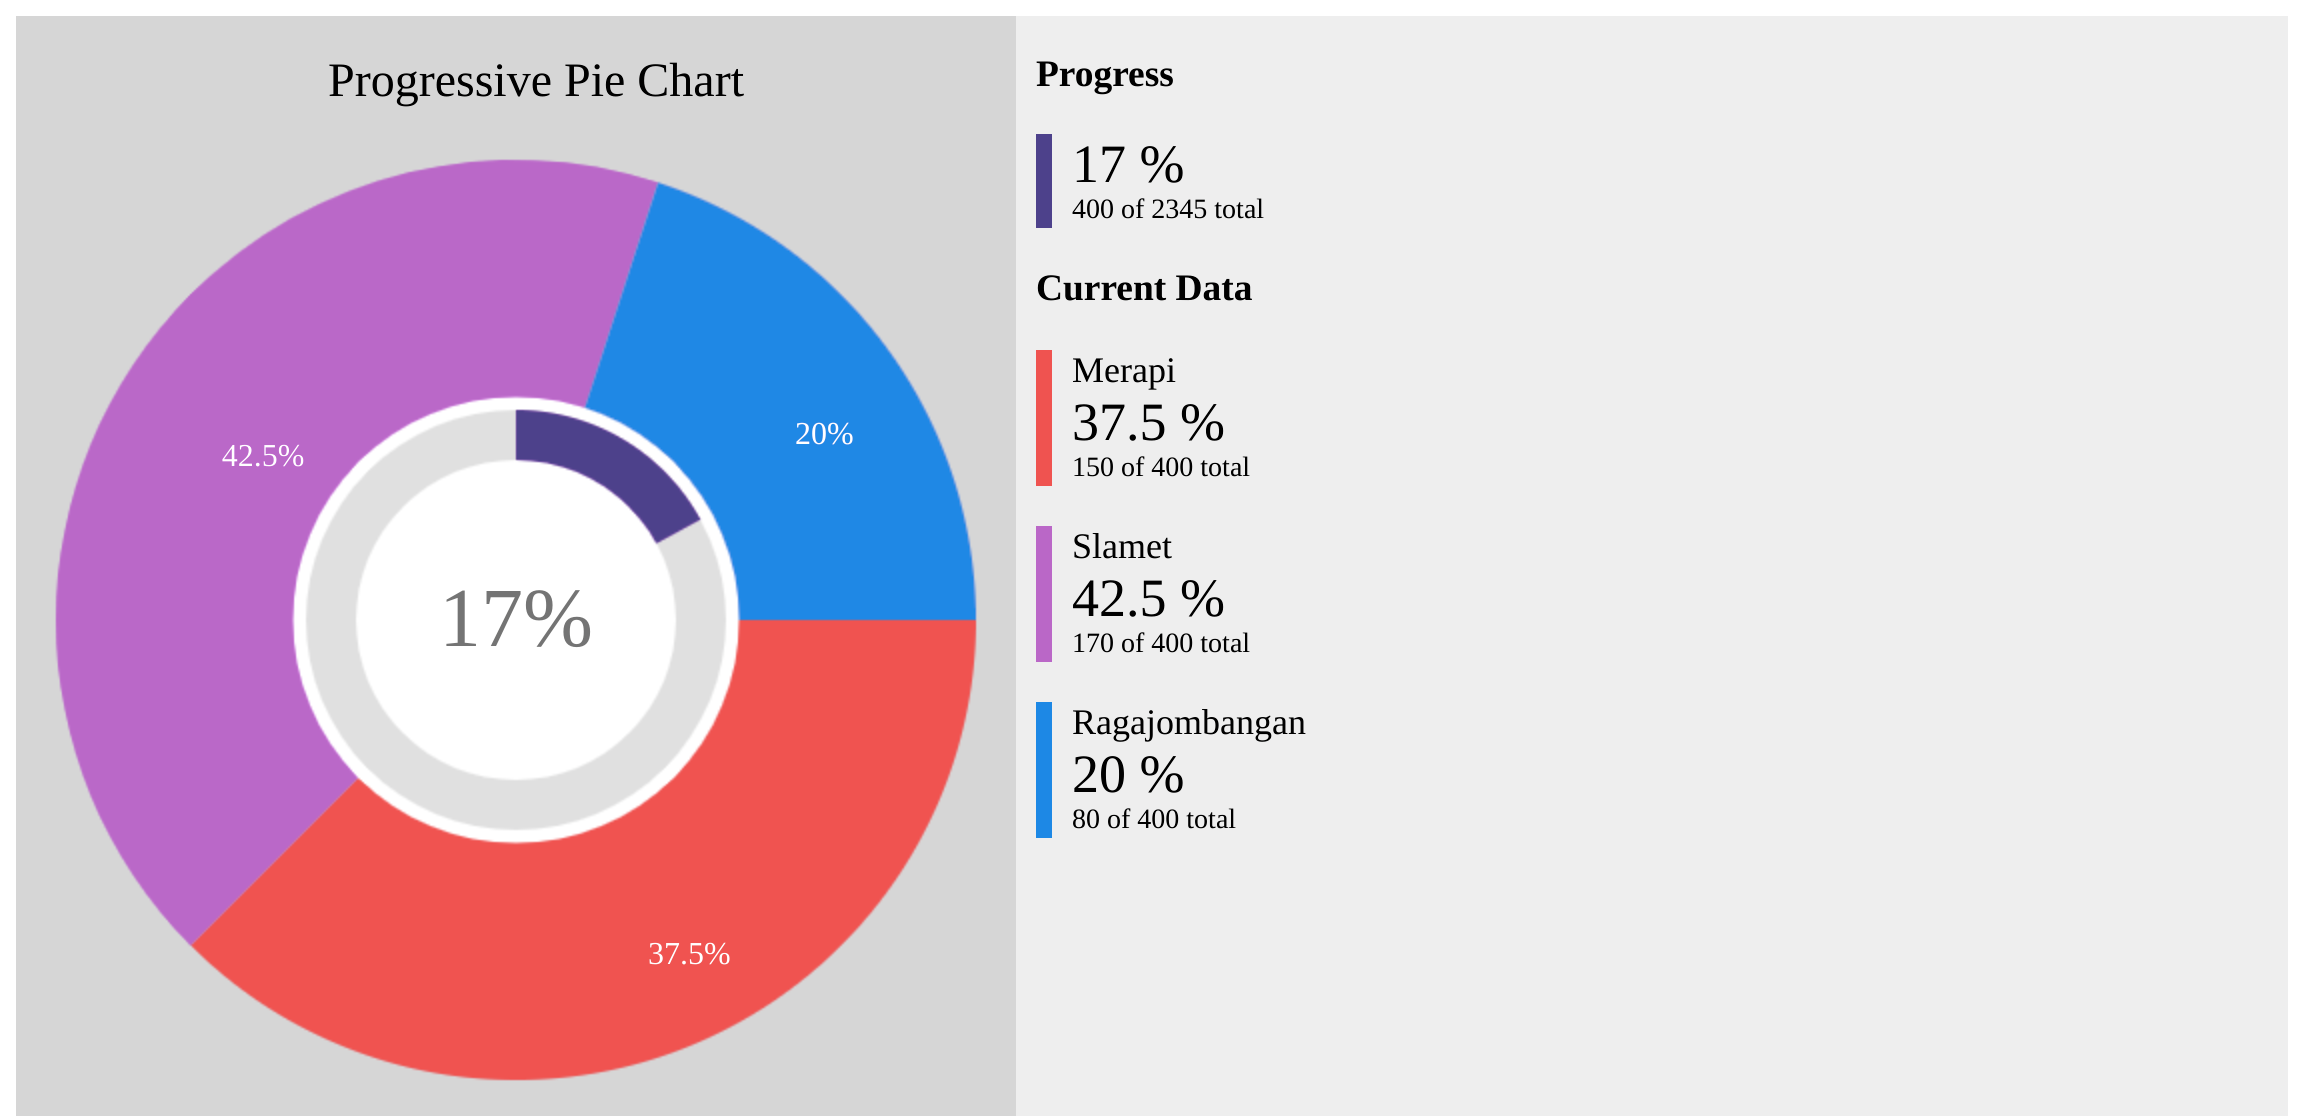 Progressive Pie Chart
42.5%
20%
17%
37.5%
Progress
17 %
400 of 2345 total
Current Data
Merapi
37.5 %
150 of 400 total
Slamet
42.5 %
170 of 400 total
Ragajombangan
20 %
80 of 400 total